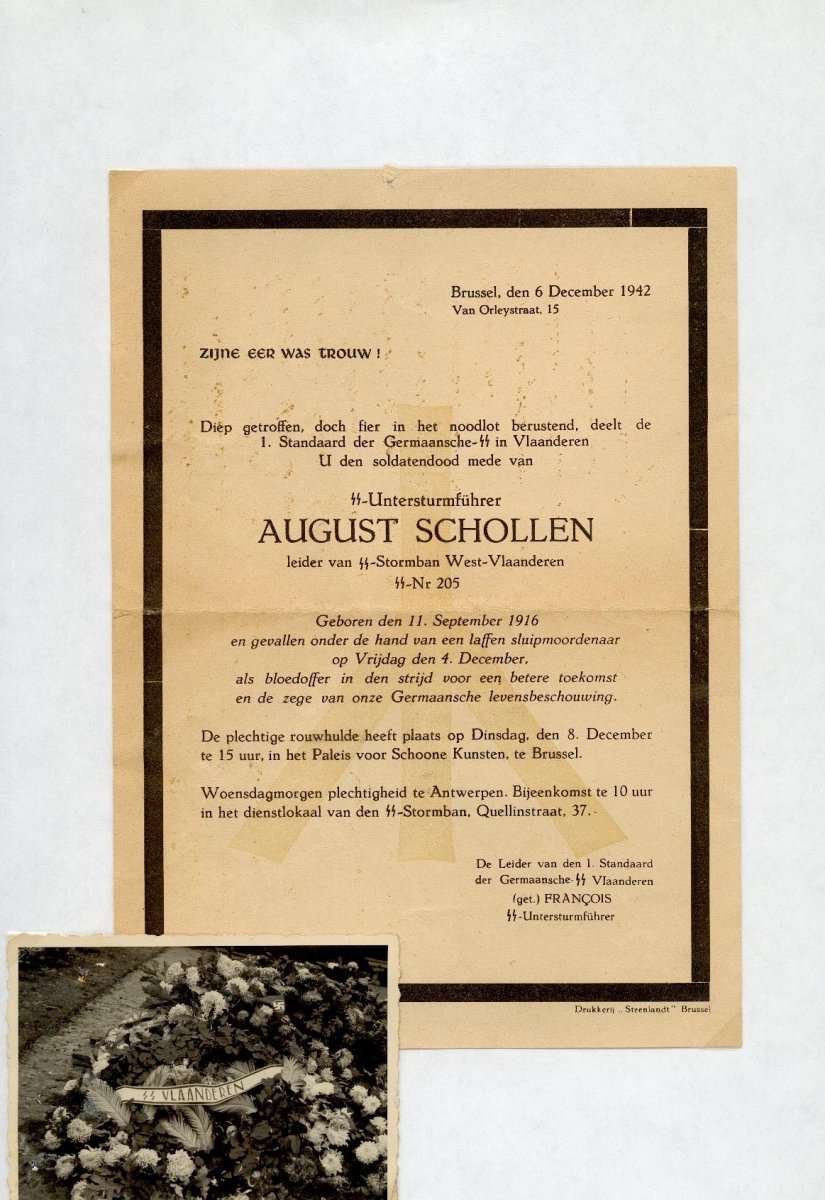 Brussel, den 6 December 1942
Van Orleystraat, 15
ZIJNE EER WAS TROUW !
Diep getroffen, doch fier in het noodlot berustend, deelt de
1. Standaard der Germaansche-ᛋᛋ in Vlaanderen
U den soldatendood mede van
ᛋᛋ-Untersturmführer
AUGUST SCHOLLEN
leider van ᛋᛋ-Stormban West-Vlaanderen
ᛋᛋ-Nr 205
Geboren den 11. September 1916
en gevallen onder de hand van een laffen sluipmoordenaar
op Vrijdag den 4. December,
als bloedoffer in den strijd voor een betere toekomst
en de zege van onze Germaansche levensbeschouwing.
De plechtige rouwhulde heeft plaats op Dinsdag, den 8. December
te 15 uur, in het Paleis voor Schoone Kunsten, te Brussel.
Woensdagmorgen plechtigheid te Antwerpen. Bijeenkomst te 10 uur
in het dienstlokaal van den ᛋᛋ-Stormban, Quellinstraat, 37.-
De Leider van den 1. Standaard
der Germaansche-ᛋᛋ Vlaanderen
(get.) FRANÇOIS
ᛋᛋ-Untersturmführer
Drukkerij „Steenlandt" Brussel
ᛋᛋ VLAANDEREN